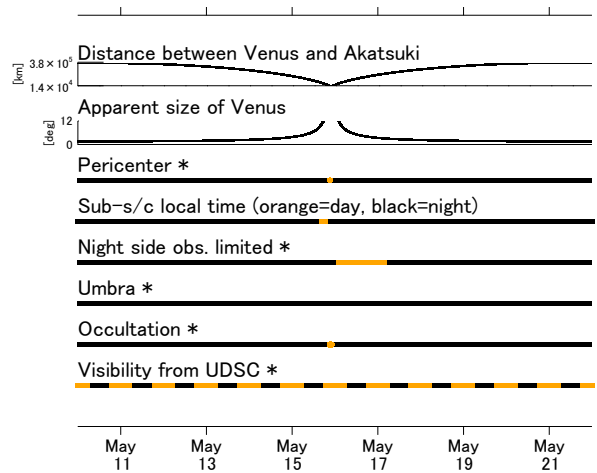 Distance between Venus and Akatsuki
[km]
3.8 × 10⁵
1.4 × 10⁴
Apparent size of Venus
[deg]
12
0
Pericenter *
Sub-s/c local time (orange=day, black=night)
Night side obs. limited *
Umbra *
Occultation *
Visibility from UDSC *
May May May May May May
11 13 15 17 19 21